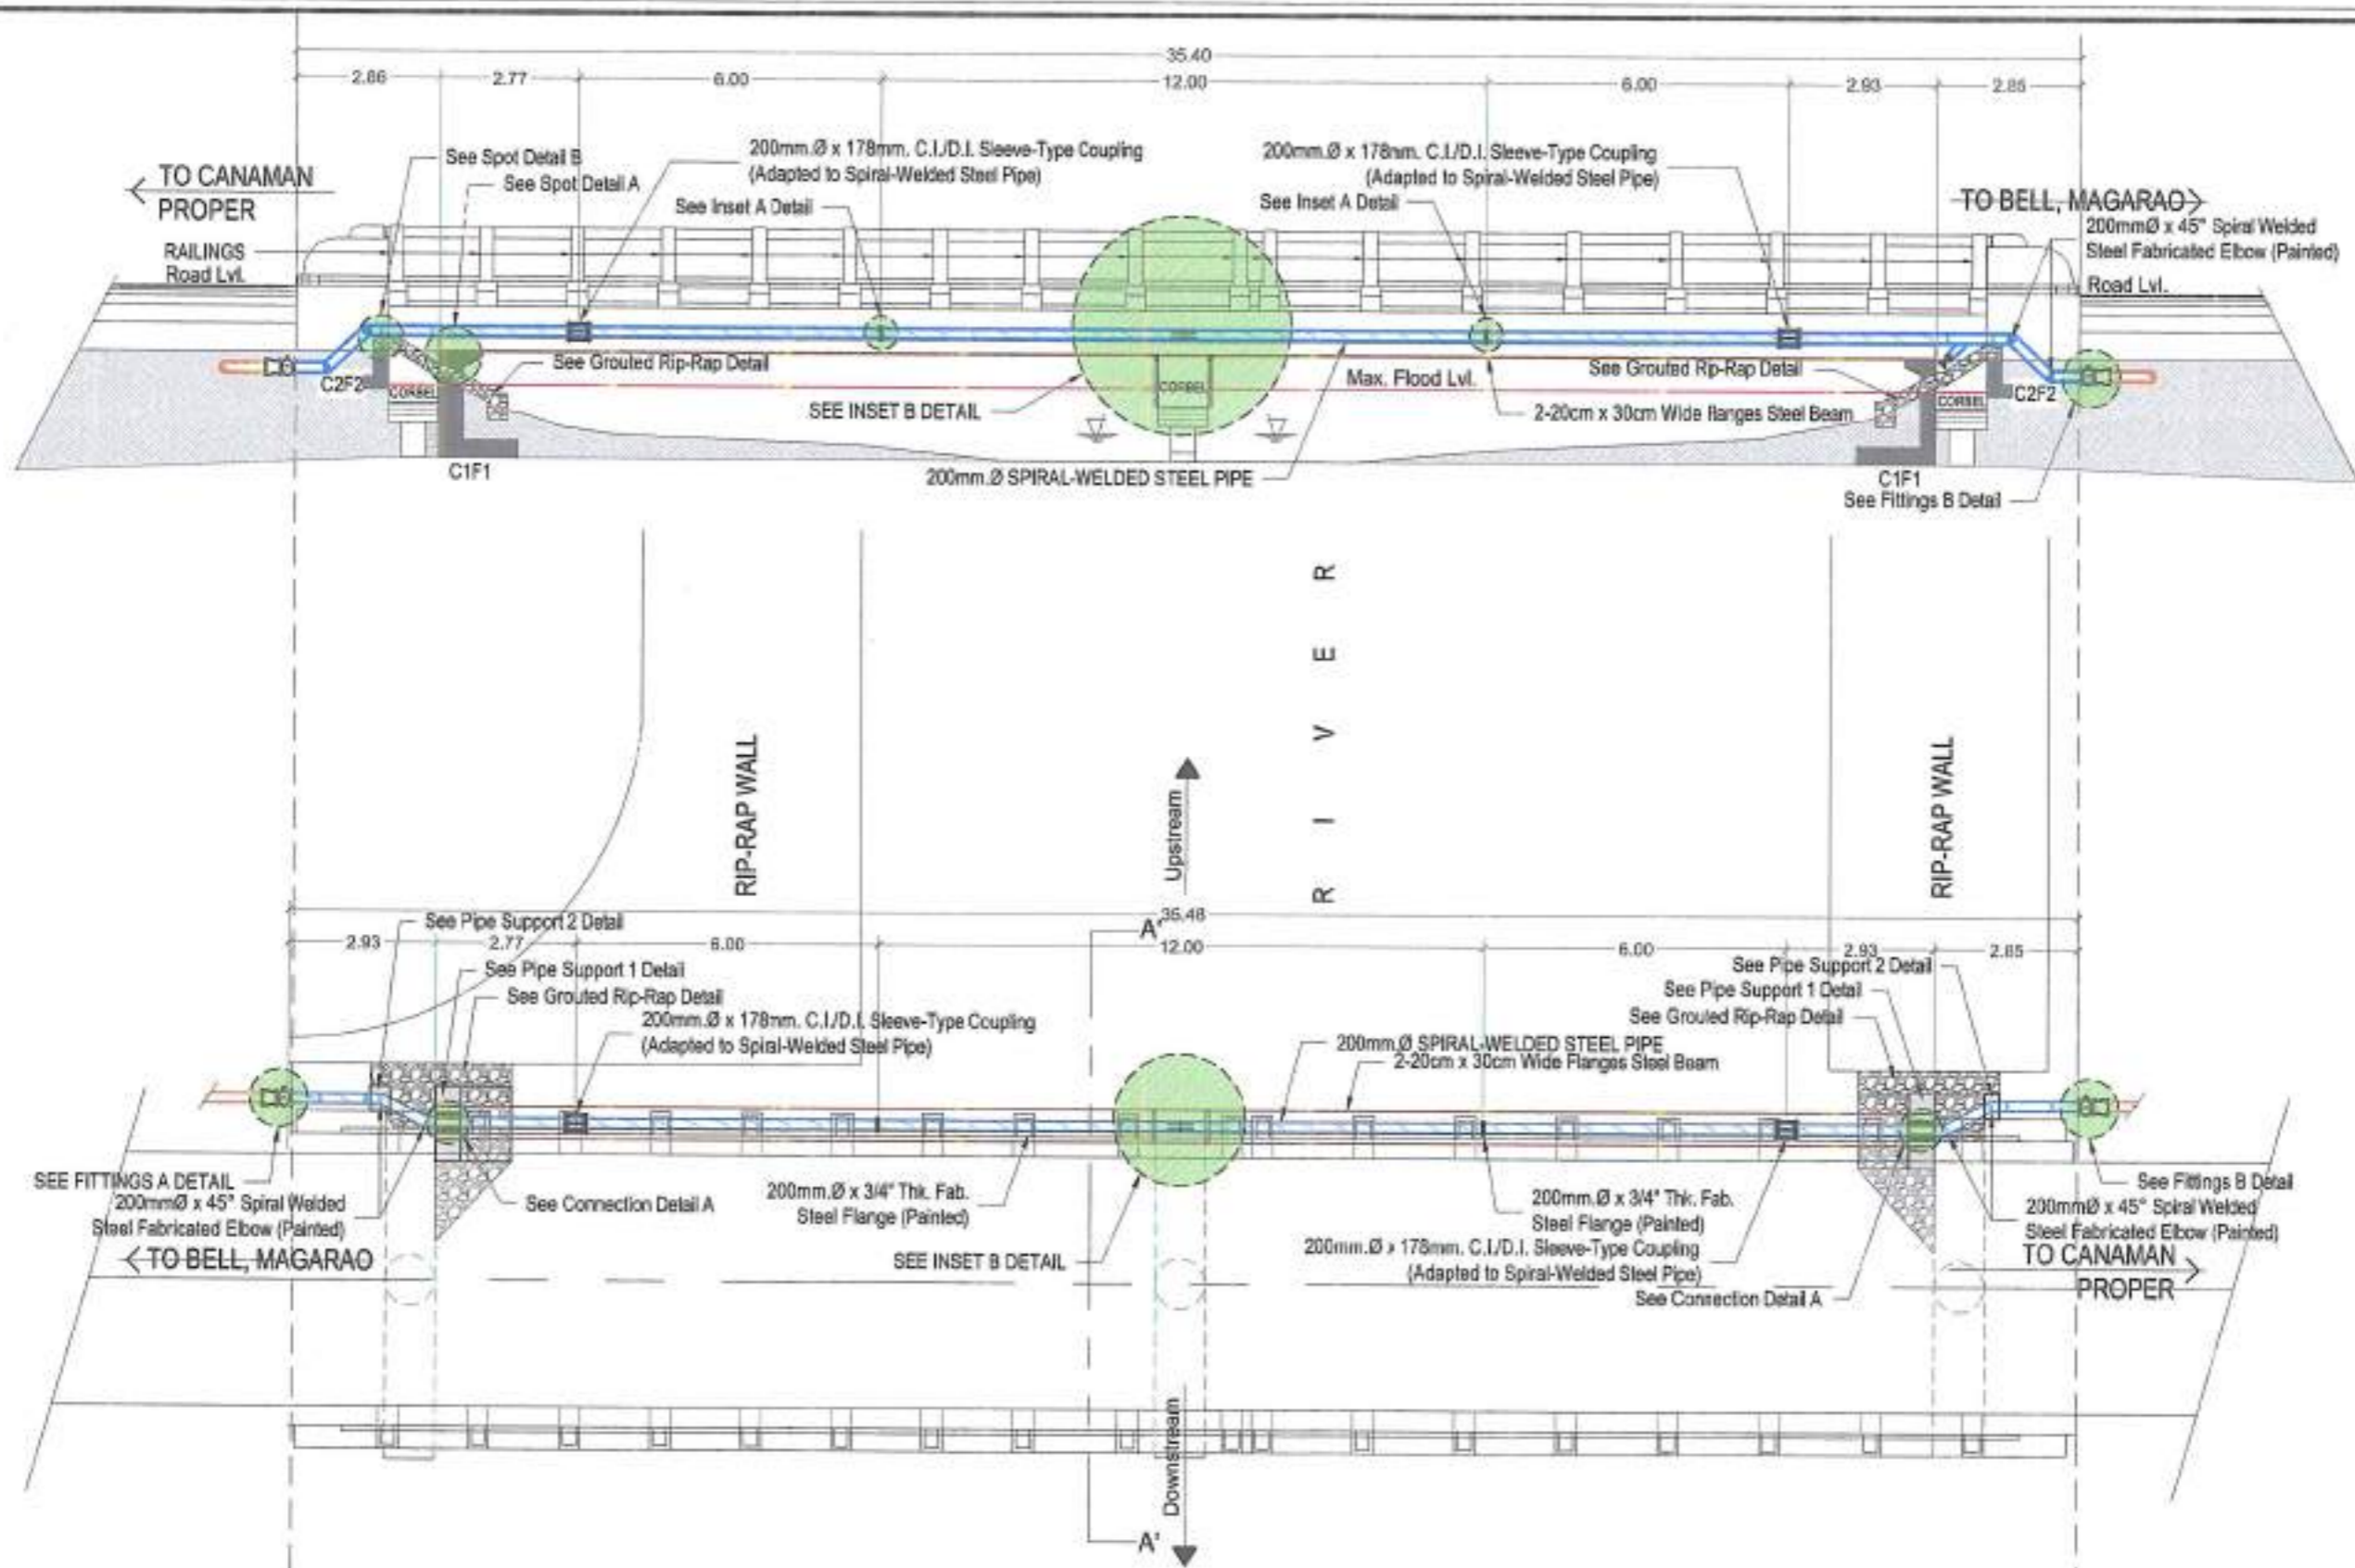 35.40
2.86 2.77 6.00 12.00 6.00 2.93 2.85
See Spot Detail B
See Spot Detail A
200mm.Ø x 178mm. C.I./D.I. Sleeve-Type Coupling
(Adapted to Spiral-Welded Steel Pipe)
See Inset A Detail
200mm.Ø x 178mm. C.I./D.I. Sleeve-Type Coupling
(Adapted to Spiral-Welded Steel Pipe)
See Inset A Detail
TO CANAMAN
PROPER
TO BELL, MAGARAO
200mmØ x 45° Spiral Welded
Steel Fabricated Elbow (Painted)
RAILINGS
Road Lvl.
Road Lvl.
See Grouted Rip-Rap Detail
C2F2
CORBEL
SEE INSET B DETAIL
CORBEL
Max. Flood Lvl.
See Grouted Rip-Rap Detail
2-20cm x 30cm Wide flanges Steel Beam
CORBEL
C2F2
C1F1
200mm.Ø SPIRAL-WELDED STEEL PIPE
C1F1
See Fittings B Detail
RIVER
RIP-RAP WALL
RIP-RAP WALL
Upstream
35.48
A'
2.93 2.77 6.00 12.00 6.00 2.93 2.85
See Pipe Support 2 Detail
See Pipe Support 1 Detail
See Grouted Rip-Rap Detail
200mm.Ø x 178mm. C.I./D.I. Sleeve-Type Coupling
(Adapted to Spiral-Welded Steel Pipe)
See Pipe Support 2 Detail
See Pipe Support 1 Detail
See Grouted Rip-Rap Detail
200mm.Ø SPIRAL-WELDED STEEL PIPE
2-20cm x 30cm Wide Flanges Steel Beam
SEE FITTINGS A DETAIL
200mmØ x 45° Spiral Welded
Steel Fabricated Elbow (Painted)
TO BELL, MAGARAO
See Connection Detail A
200mm.Ø x 3/4" Thk. Fab.
Steel Flange (Painted)
SEE INSET B DETAIL
200mm.Ø x 3/4" Thk. Fab.
Steel Flange (Painted)
200mm.Ø x 178mm. C.I./D.I. Sleeve-Type Coupling
(Adapted to Spiral-Welded Steel Pipe)
See Connection Detail A
See Fittings B Detail
200mmØ x 45° Spiral Welded
Steel Fabricated Elbow (Painted)
TO CANAMAN
PROPER
Downstream
A'